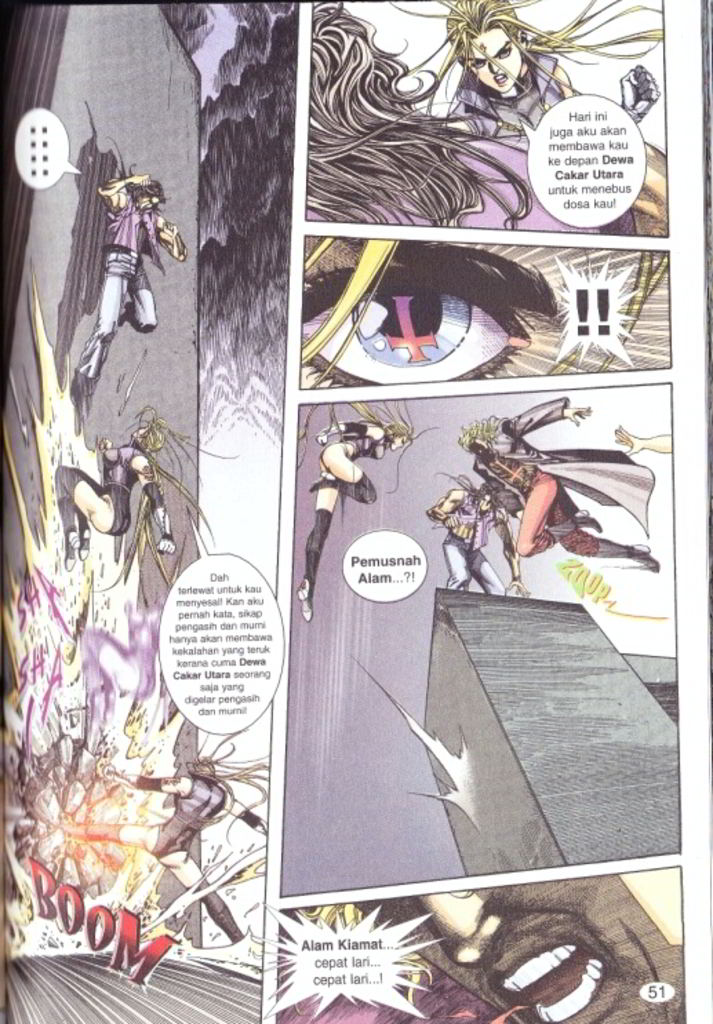 Hari ini
juga aku akan
membawa kau
ke depan Dewa
Cakar Utara
untuk menebus
dosa kau!
!!
Pemusnah
Alam...?!
ZOOP
Dah
terlewat untuk kau
menyesal! Kan aku
pernah kata, sikap
pengasih dan murni
hanya akan membawa
kekalahan yang teruk
kerana cuma Dewa
Cakar Utara seorang
saja yang
digelar pengasih
dan murni!
SHA
SHA
BOOM
Alam Kiamat...
cepat lari...
cepat lari...!
51